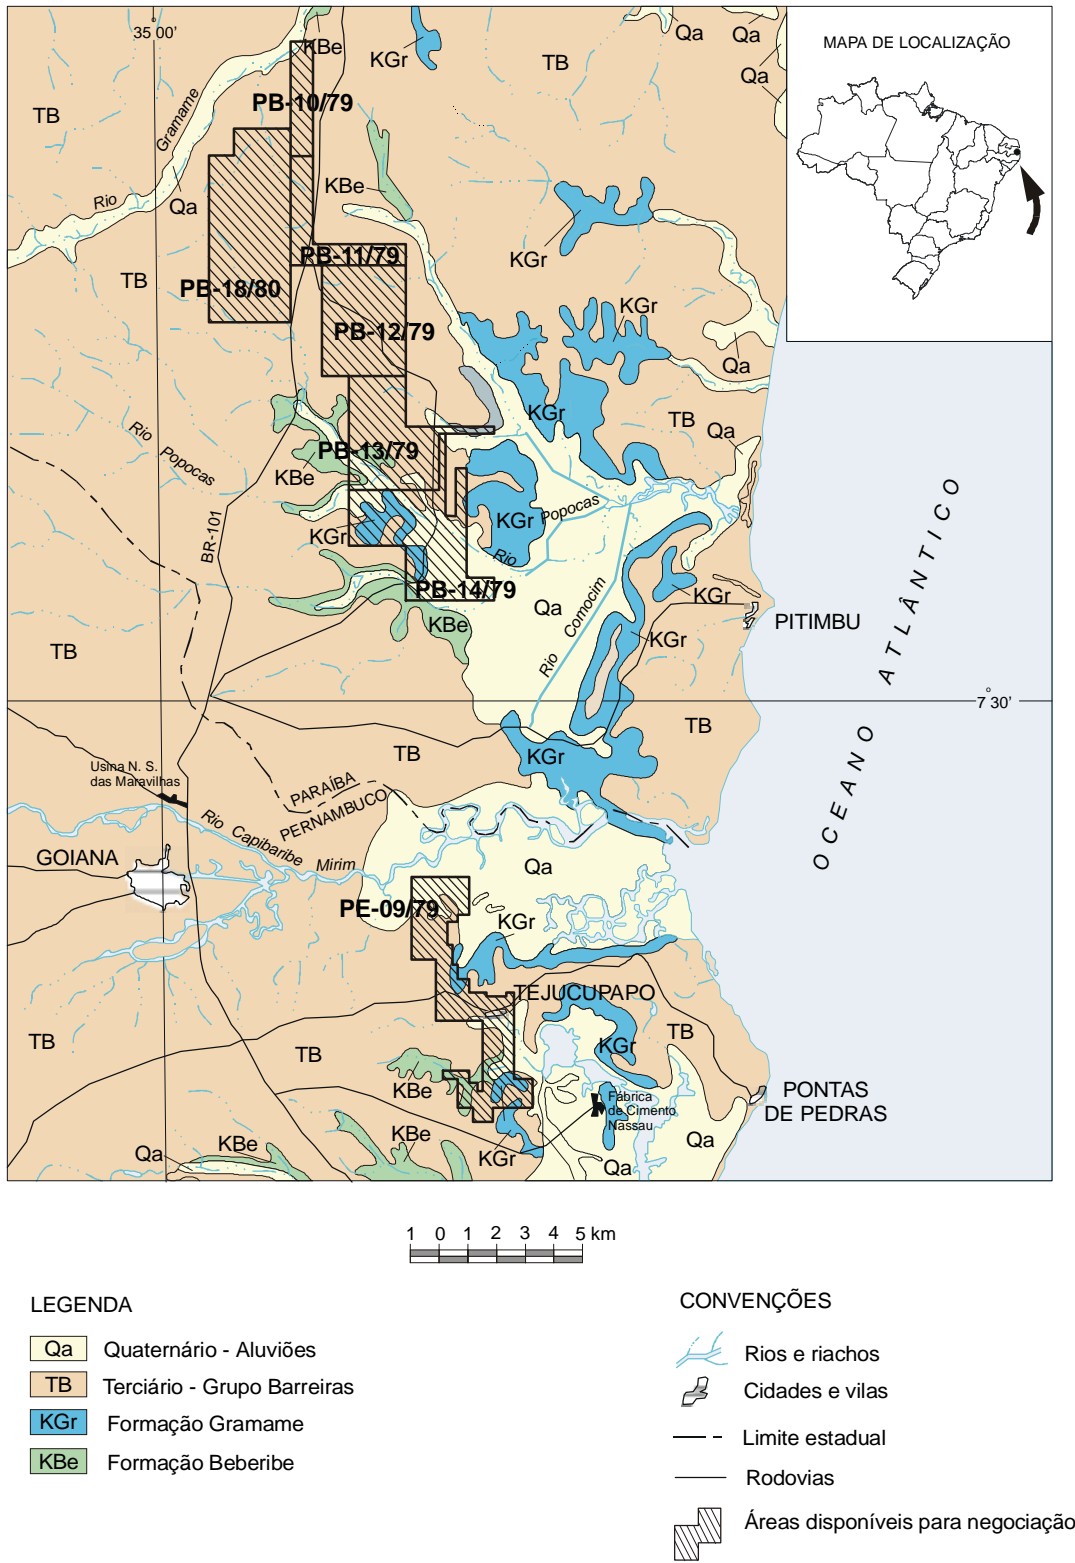 35 00'
KBe
KGr
TB
Qa
Qa
Qa
MAPA DE LOCALIZAÇÃO
TB
PB-10/79
Gramame
Rio
Qa
KBe
KGr
TB
PB-11/79
PB-18/80
PB-12/79
KGr
Qa
KGr
TB
Qa
Rio
Popocas
PB-13/79
KBe
BR-101
KGr
KGr
Popocas
Rio
PB-14/79
KBe
Qa
Comocim
Rio
KGr
KGr
PITIMBU
OCEANO ATLÂNTICO
TB
7°30'
TB
TB
KGr
Usina N. S.
das Maravilhas
PARAÍBA
PERNAMBUCO
Rio Capibaribe Mirim
GOIANA
Qa
PE-09/79
KGr
TEJUCUPAPO
TB
TB
TB
KGr
KBe
Fábrica
de Cimento
Nassau
PONTAS
DE PEDRAS
KBe
KBe
Qa
KGr
Qa
Qa
1 0 1 2 3 4 5 km
LEGENDA
Qa Quaternário - Aluviões
TB Terciário - Grupo Barreiras
KGr Formação Gramame
KBe Formação Beberibe
CONVENÇÕES
Rios e riachos
Cidades e vilas
Limite estadual
Rodovias
Áreas disponíveis para negociação